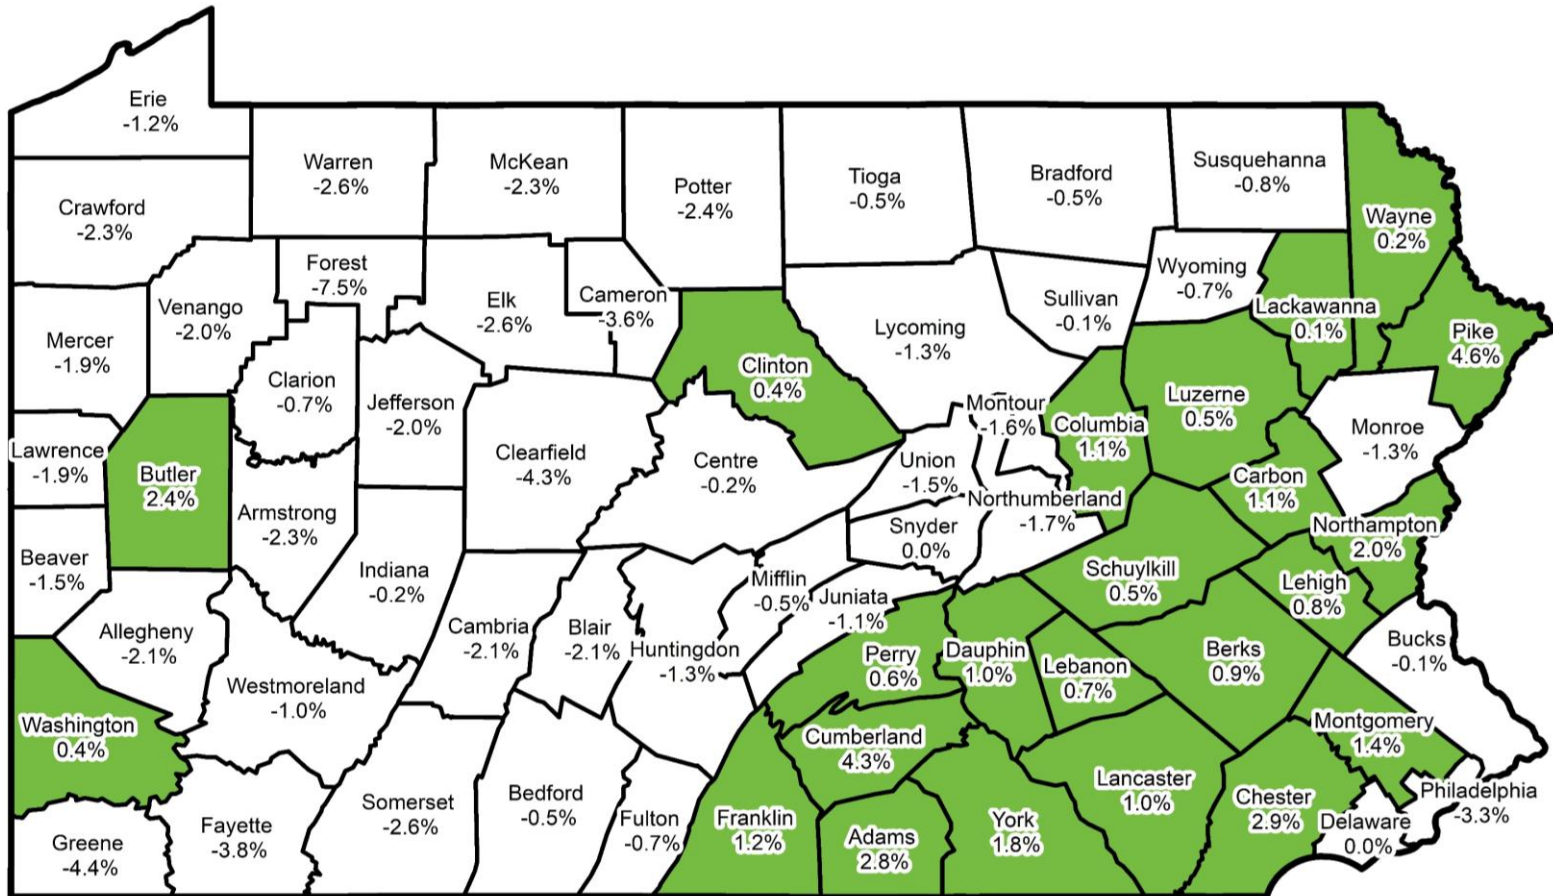 Erie
-1.2%
Warren
-2.6%
McKean
-2.3%
Potter
-2.4%
Tioga
-0.5%
Bradford
-0.5%
Susquehanna
-0.8%
Wayne
0.2%
Crawford
-2.3%
Forest
-7.5%
Venango
-2.0%
Elk
-2.6%
Cameron
-3.6%
Wyoming
-0.7%
Sullivan
-0.1%
Lackawanna
0.1%
Pike
4.6%
Mercer
-1.9%
Lycoming
-1.3%
Clinton
0.4%
Clarion
-0.7%
Jefferson
-2.0%
Luzerne
0.5%
Montour
-1.6%
Columbia
1.1%
Monroe
-1.3%
Lawrence
-1.9%
Butler
2.4%
Clearfield
-4.3%
Centre
-0.2%
Union
-1.5%
Carbon
1.1%
Northumberland
-1.7%
Armstrong
-2.3%
Snyder
0.0%
Northampton
2.0%
Beaver
-1.5%
Indiana
-0.2%
Mifflin
-0.5%
Schuylkill
0.5%
Lehigh
0.8%
Juniata
-1.1%
Allegheny
-2.1%
Cambria
-2.1%
Blair
-2.1%
Huntingdon
-1.3%
Perry
0.6%
Dauphin
1.0%
Lebanon
0.7%
Berks
0.9%
Bucks
-0.1%
Westmoreland
-1.0%
Washington
0.4%
Cumberland
4.3%
Montgomery
1.4%
Lancaster
1.0%
Chester
2.9%
Philadelphia
-3.3%
Somerset
-2.6%
Bedford
-0.5%
Fulton
-0.7%
Franklin
1.2%
Adams
2.8%
York
1.8%
Delaware
0.0%
Fayette
-3.8%
Greene
-4.4%